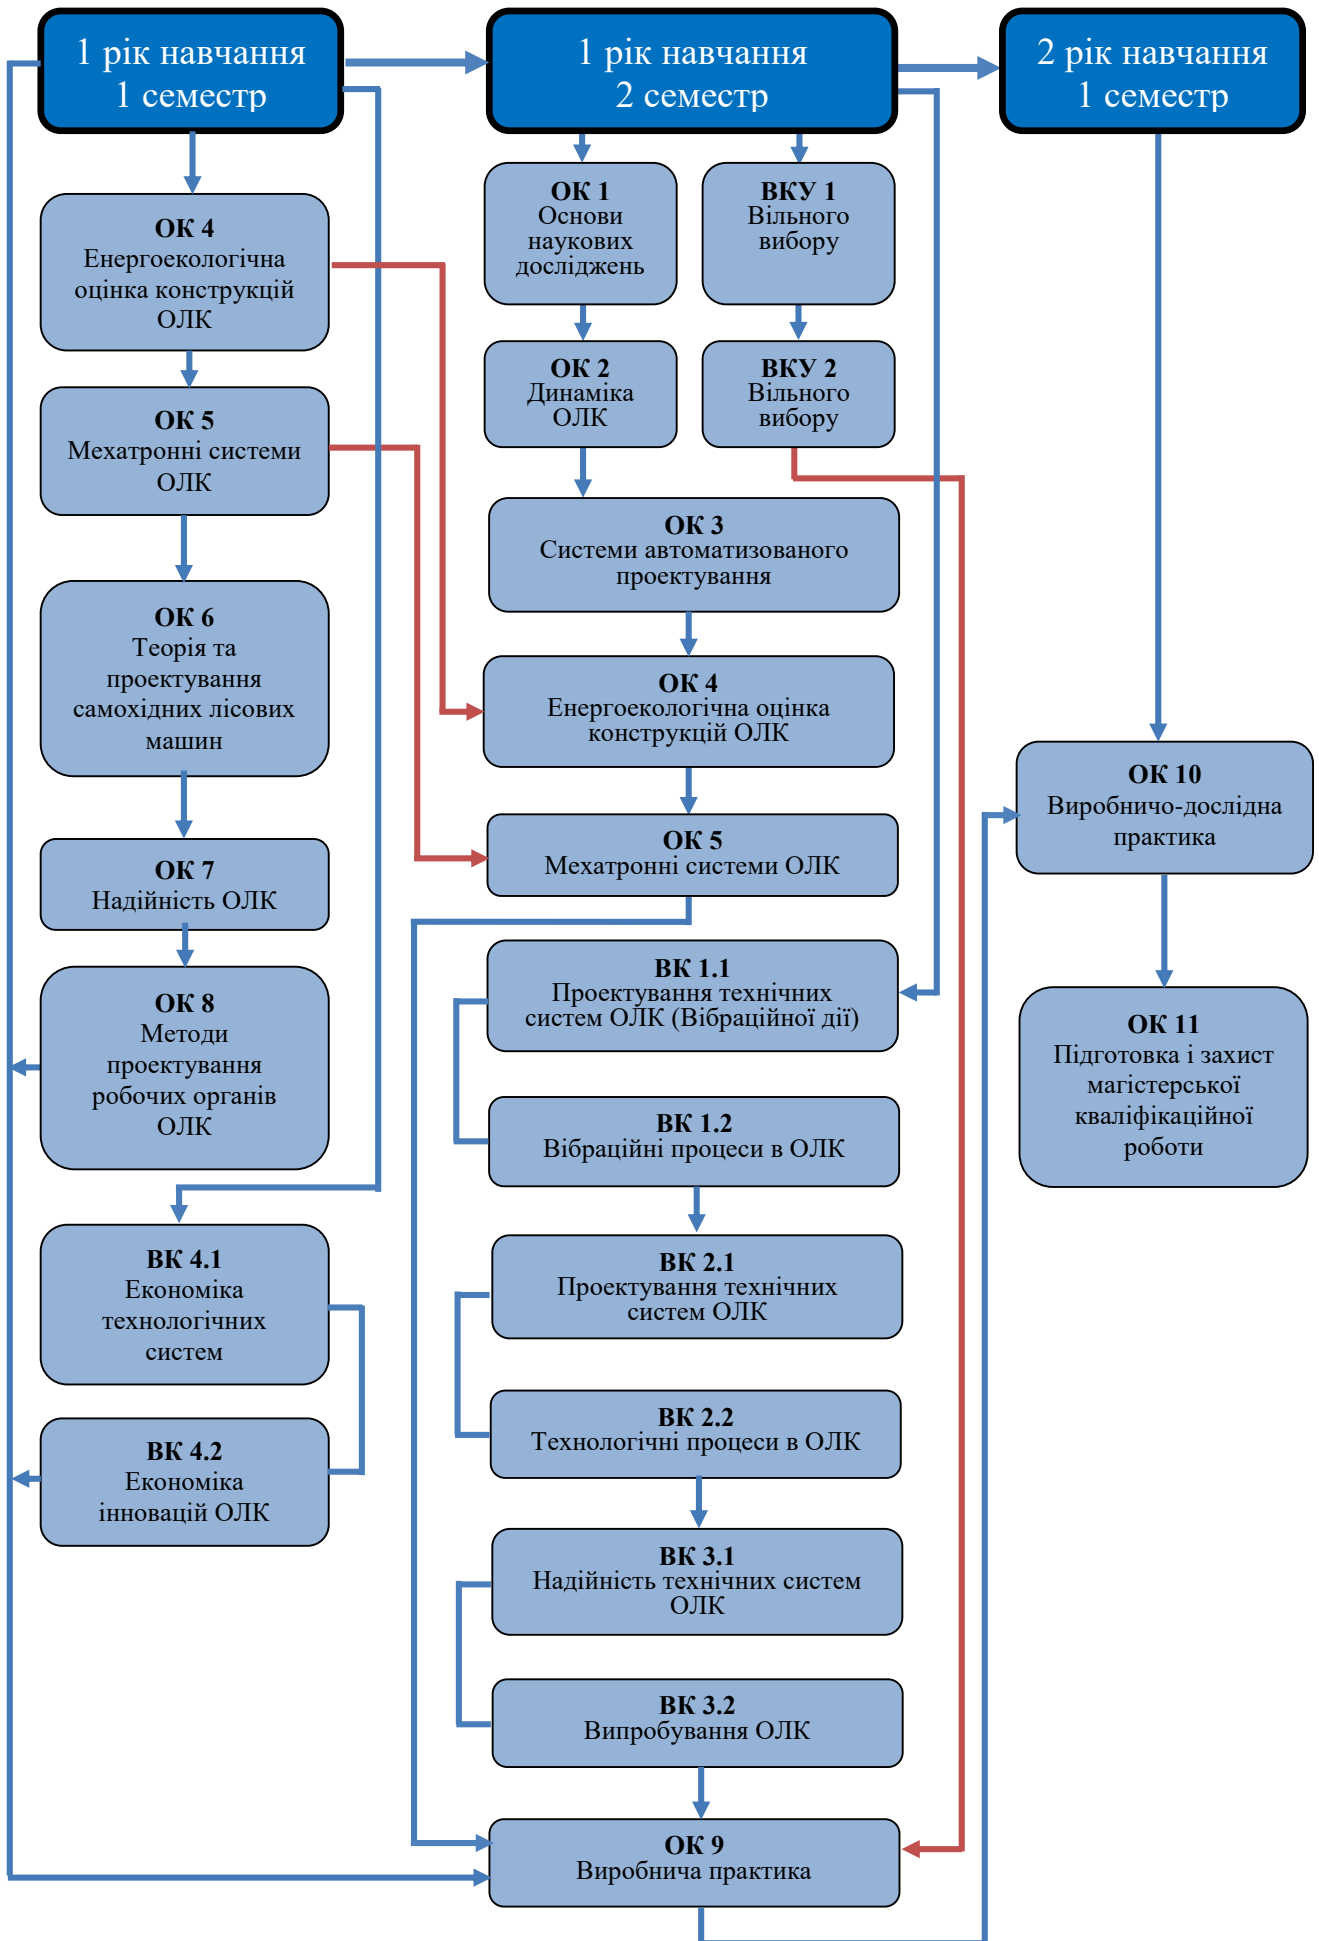 1 рік навчання
1 семестр
ОК 4
Енергоекологічна
оцінка конструкцій
ОЛК
ОК 5
Мехатронні системи
ОЛК
ОК 6
Теорія та
проектування
самохідних лісових
машин
ОК 7
Надійність ОЛК
ОК 8
Методи
проектування
робочих органів
ОЛК
ВК 4.1
Економіка
технологічних
систем
ВК 4.2
Економіка
інновацій ОЛК
1 рік навчання
2 семестр
ОК 1
Основи
наукових
досліджень
ВКУ 1
Вільного
вибору
ОК 2
Динаміка
ОЛК
ВКУ 2
Вільного
вибору
ОК 3
Системи автоматизованого
проектування
ОК 4
Енергоекологічна оцінка
конструкцій ОЛК
ОК 5
Мехатронні системи ОЛК
ВК 1.1
Проектування технічних
систем ОЛК (Вібраційної дії)
ВК 1.2
Вібраційні процеси в ОЛК
ВК 2.1
Проектування технічних
систем ОЛК
ВК 2.2
Технологічні процеси в ОЛК
ВК 3.1
Надійність технічних систем
ОЛК
ВК 3.2
Випробування ОЛК
ОК 9
Виробнича практика
2 рік навчання
1 семестр
ОК 10
Виробничо-дослідна
практика
ОК 11
Підготовка і захист
магістерської
кваліфікаційної
роботи